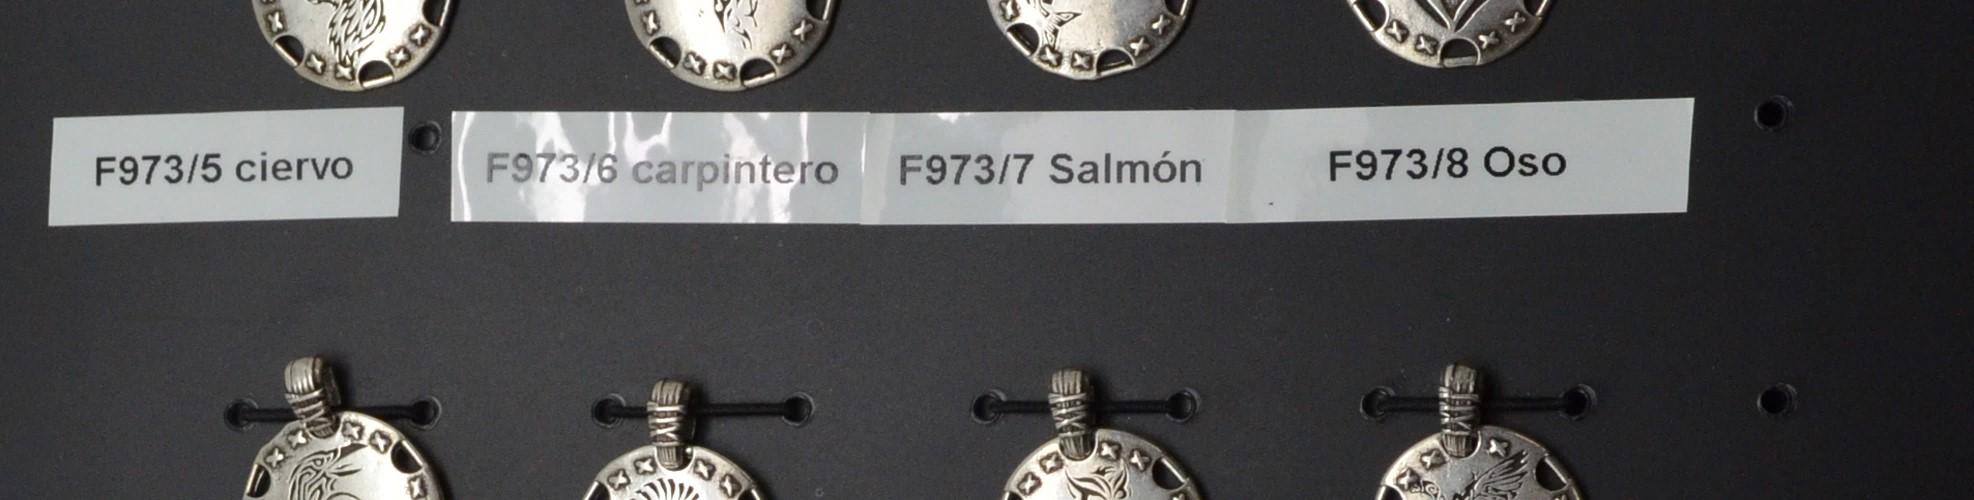 F973/5 ciervo
F973/6 carpintero
F973/7 Salmón
F973/8 Oso